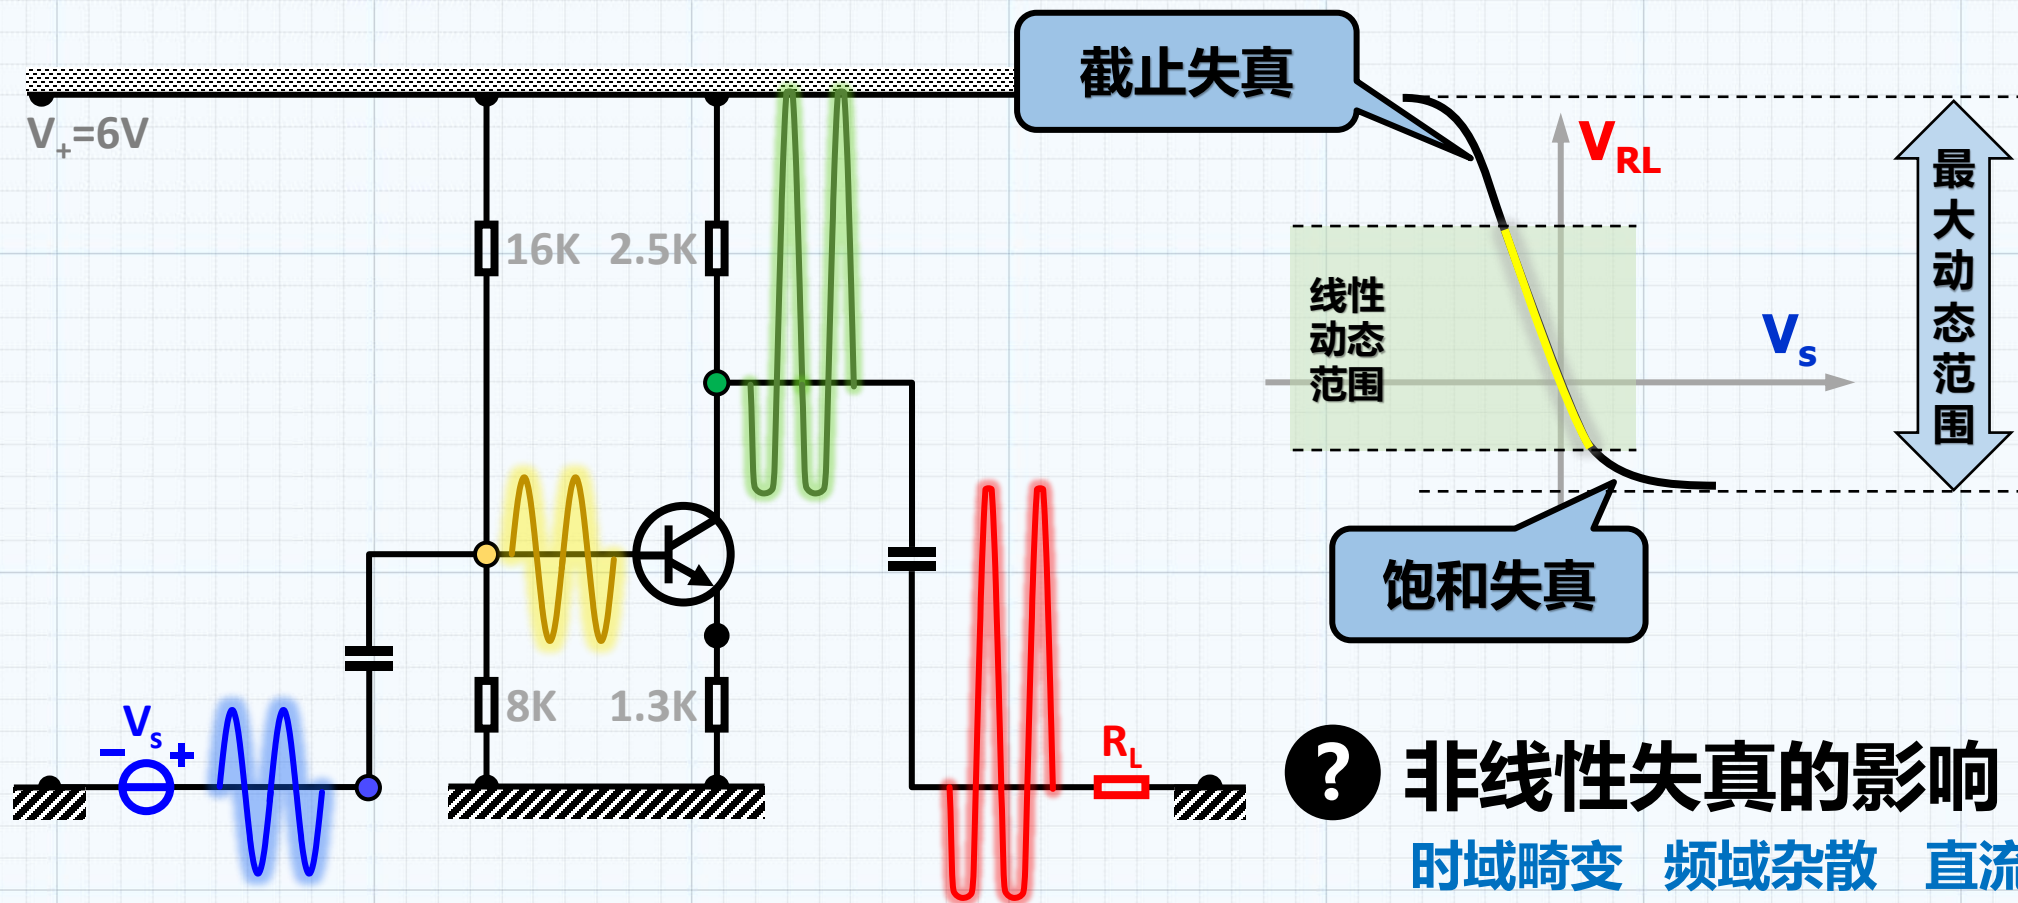 截止失真
V+=6V
VRL
最大动态范围
16K 2.5K
线性
动态
范围
Vs
饱和失真
8K 1.3K
Vs
- +
RL
? 非线性失真的影响
时域畸变 频域杂散 直流